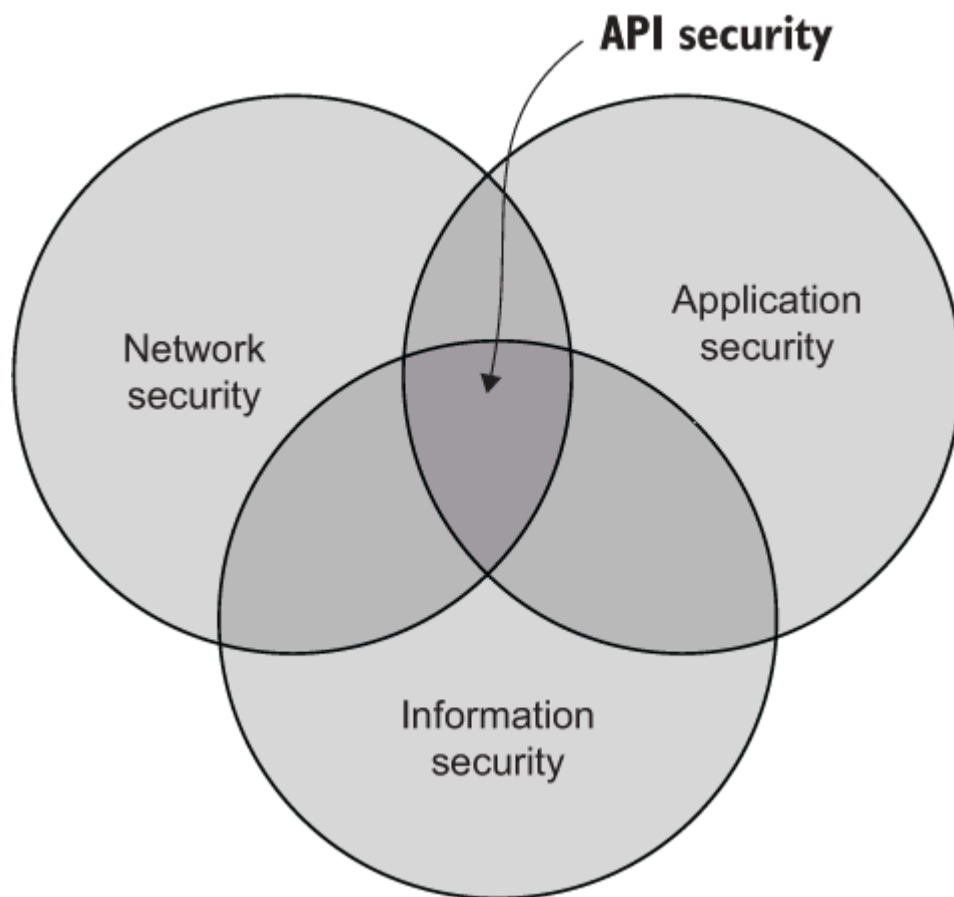 API security
Network
security
Application
security
Information
security